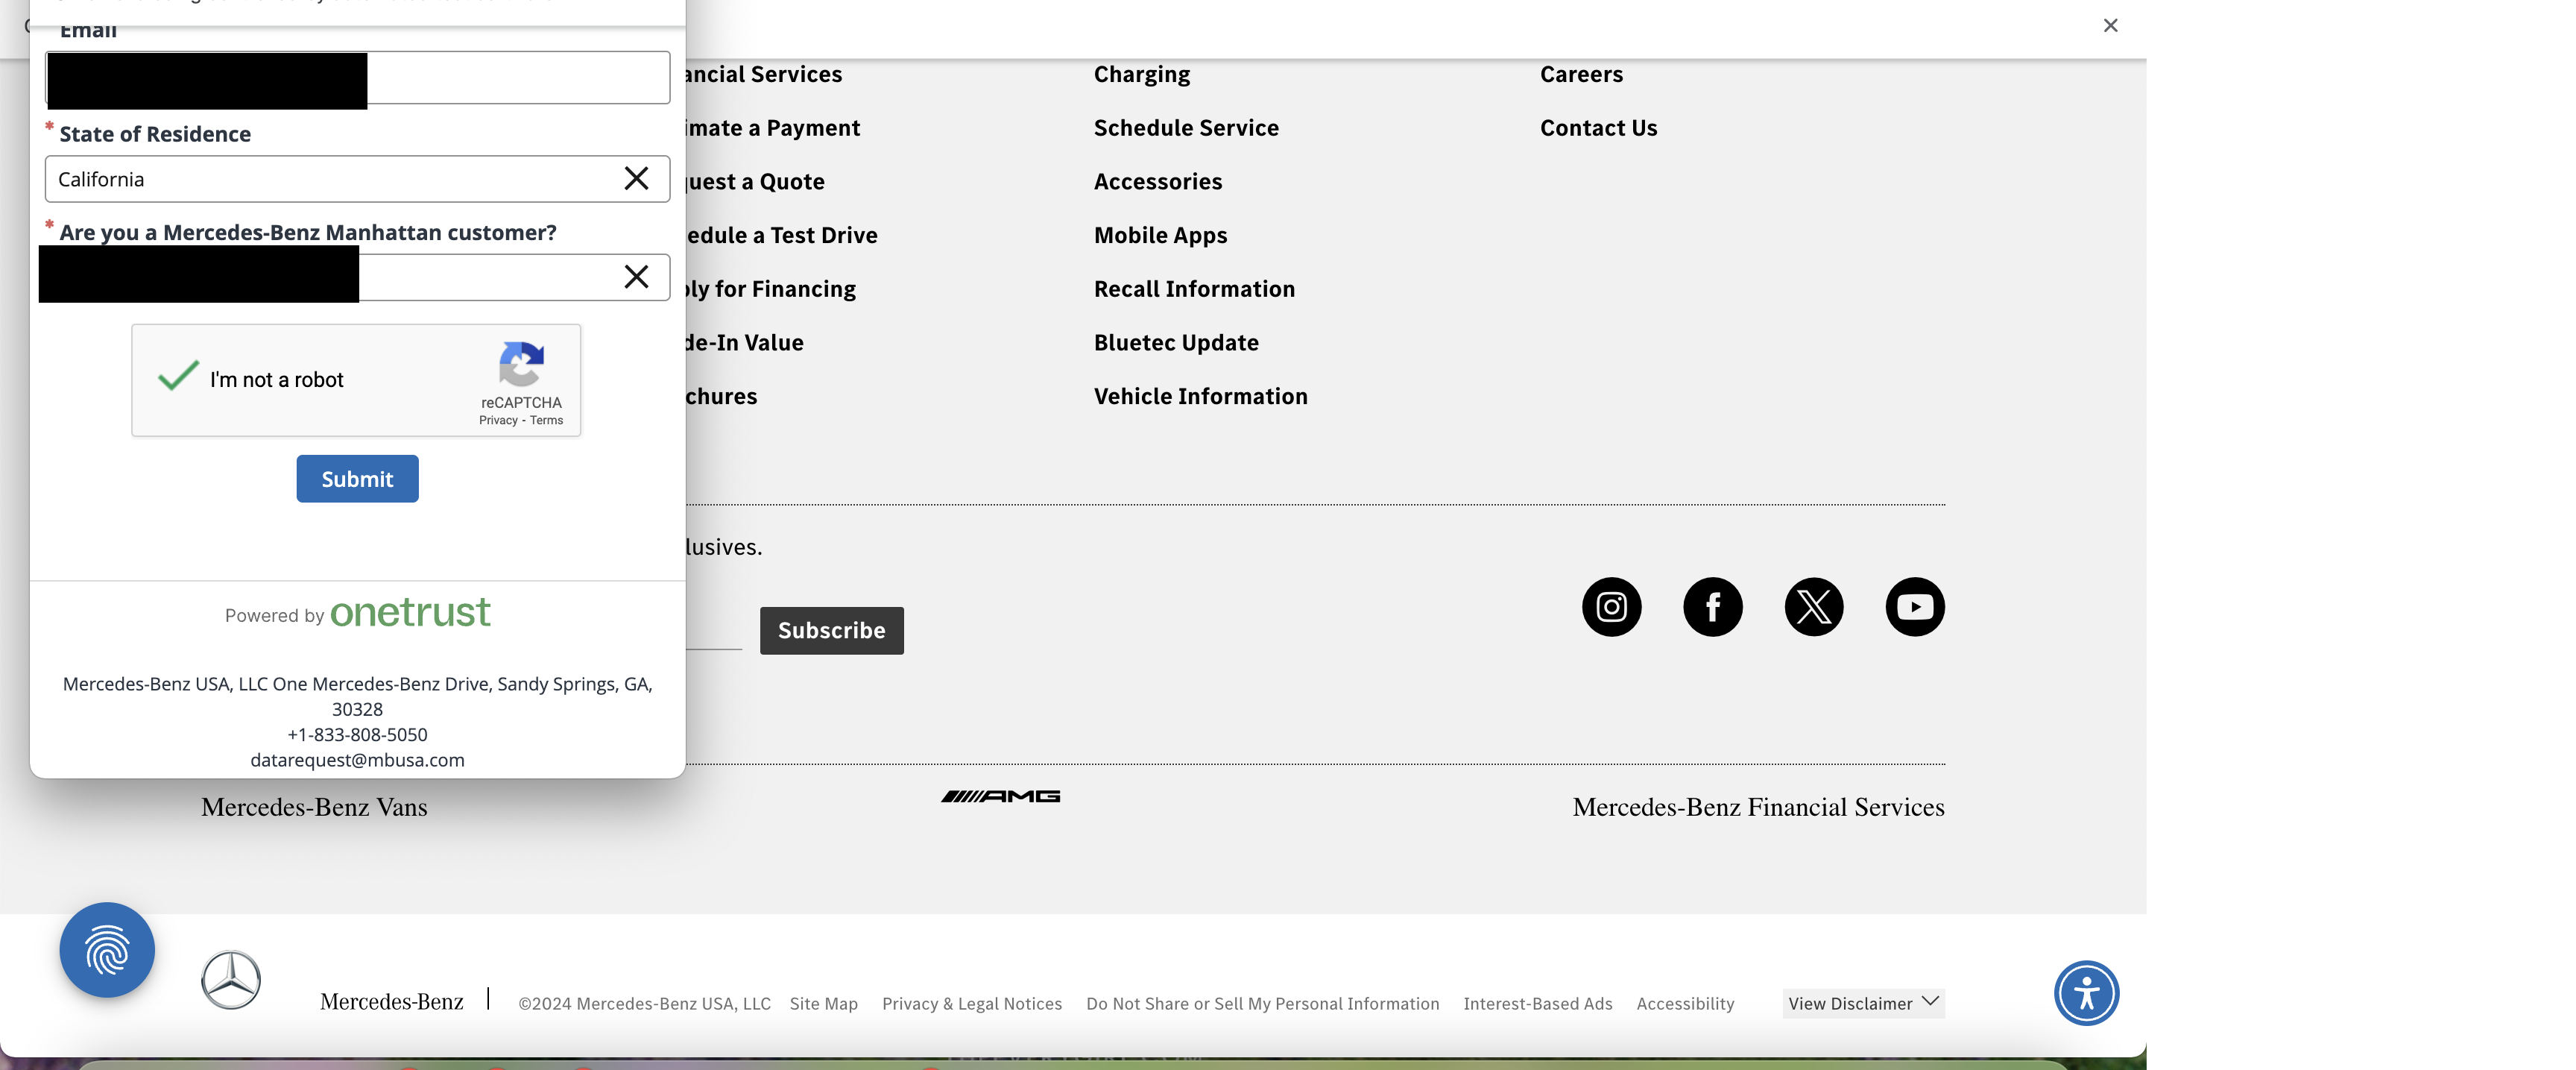 Email
* State of Residence
California
* Are you a Mercedes-Benz Manhattan customer?
I'm not a robot
reCAPTCHA
Privacy - Terms
Submit
Powered by onetrust
Mercedes-Benz USA, LLC One Mercedes-Benz Drive, Sandy Springs, GA,
30328
+1-833-808-5050
datarequest@mbusa.com
ancial Services
imate a Payment
uest a Quote
edule a Test Drive
ly for Financing
de-In Value
chures
Charging
Schedule Service
Accessories
Mobile Apps
Recall Information
Bluetec Update
Vehicle Information
Careers
Contact Us
lusives.
Subscribe
Mercedes-Benz Vans
AMG
Mercedes-Benz Financial Services
Mercedes-Benz
©2024 Mercedes-Benz USA, LLC
Site Map
Privacy & Legal Notices
Do Not Share or Sell My Personal Information
Interest-Based Ads
Accessibility
View Disclaimer